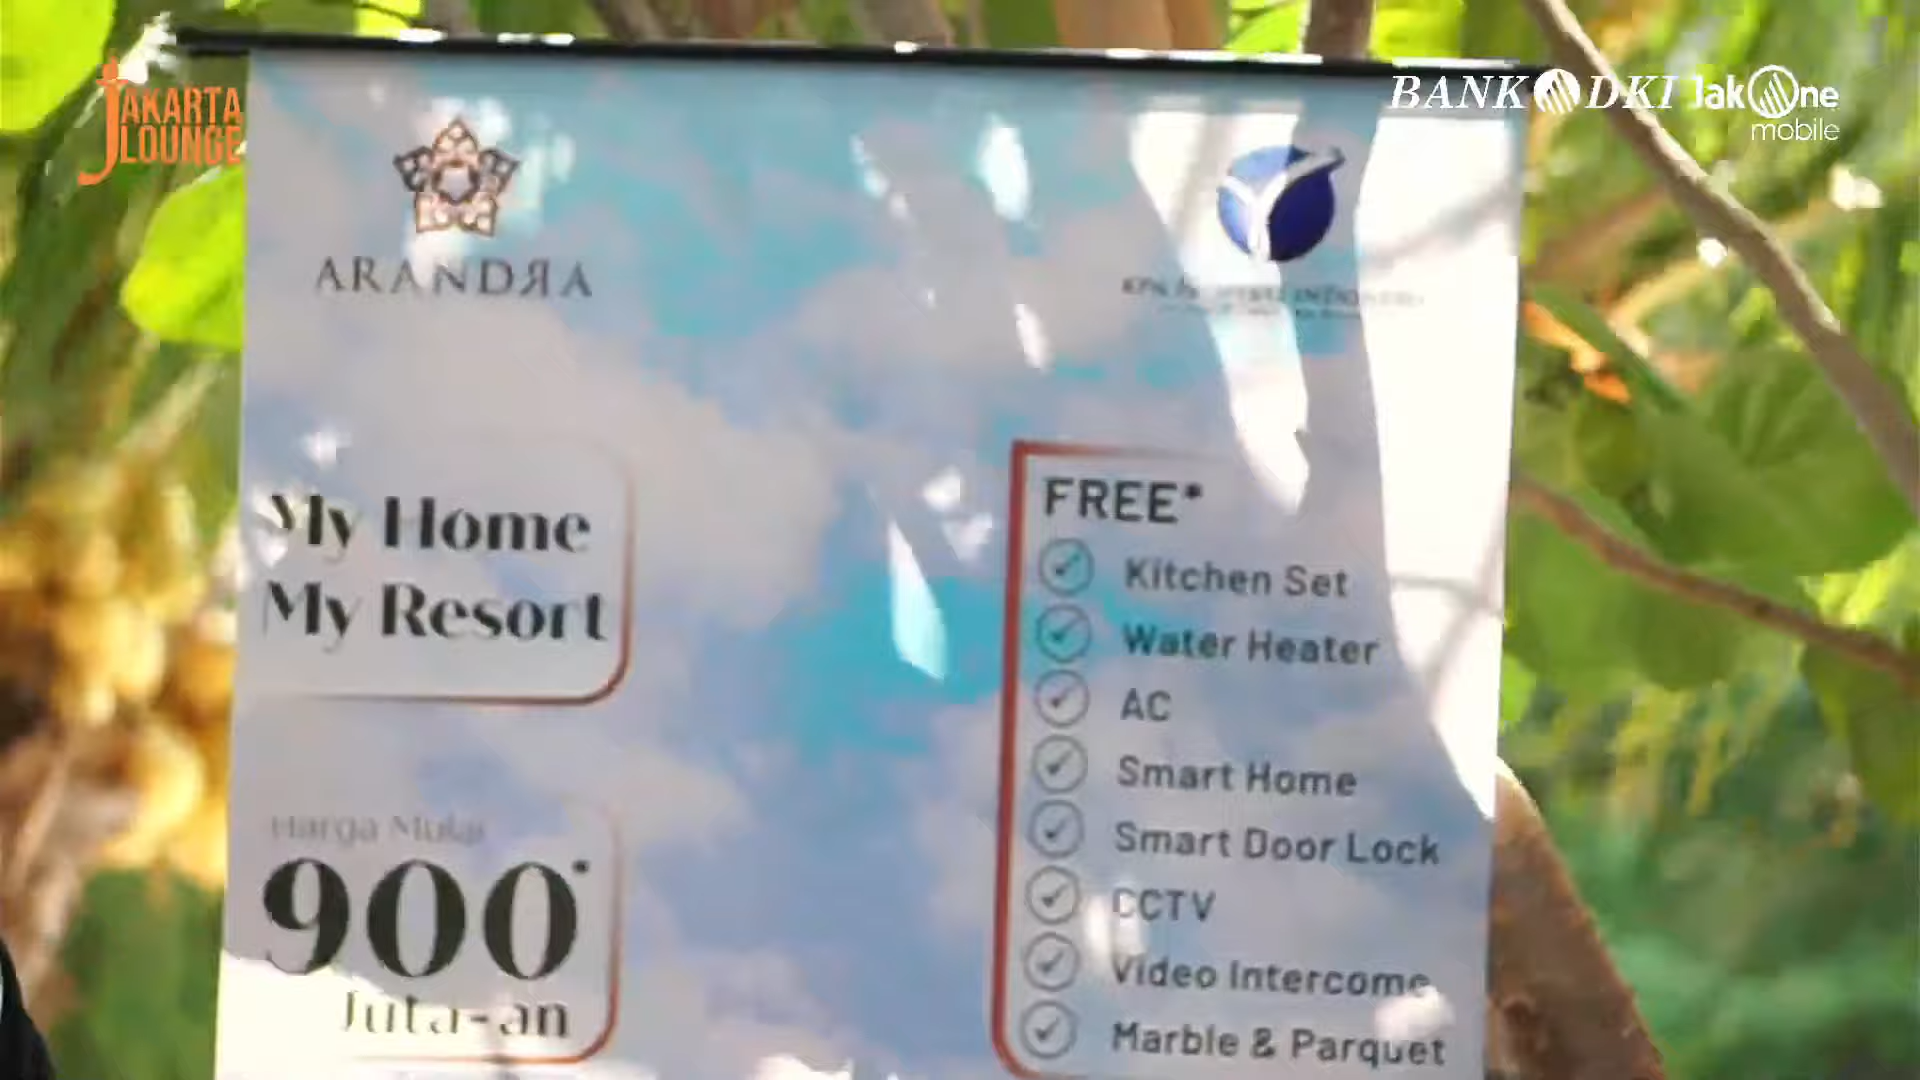 JAKARTA
LOUNGE
BANK DKI JakOne
mobile
ARANDЯA
My Home
My Resort
Harga Mulai
900*
Juta-an
FREE*
Kitchen Set
Water Heater
AC
Smart Home
Smart Door Lock
CCTV
Video Intercome
Marble & Parquet